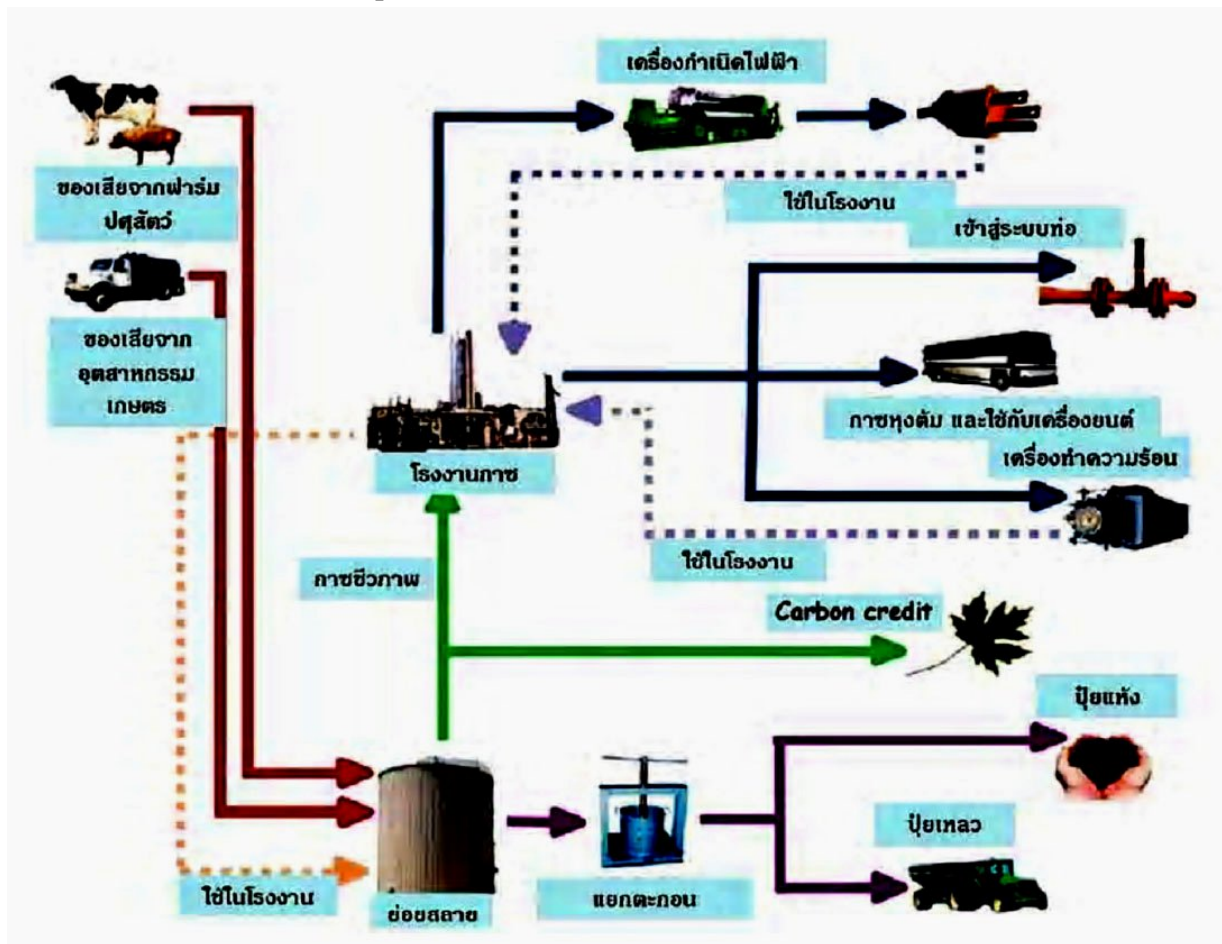 เครื่องกำเนิดไฟฟ้า
ของเสียจากฟาร์ม
ปศุสัตว์
ใช้ในโรงงาน
เข้าสู่ระบบท่อ
ของเสียจาก
อุตสาหกรรม
เกษตร
กาซหุงต้ม และใช้กับเครื่องยนต์
เครื่องทำความร้อน
โรงงานกาซ
ใช้ในโรงงาน
กาซชีวภาพ
Carbon credit
ปุ๋ยแห้ง
ปุ๋ยเหลว
ใช้ในโรงงาน
ย่อยสลาย
แยกตะกอน